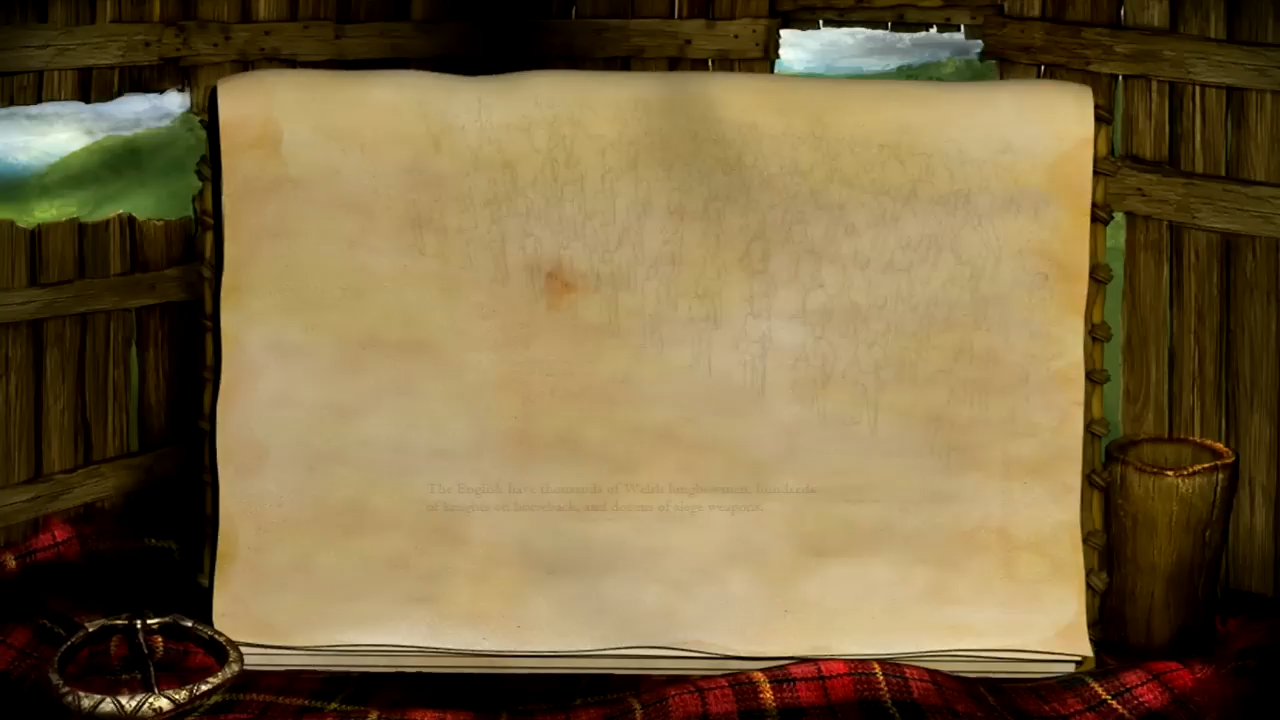 The English have thousands of Welsh longbowmen, hundreds
of knights on horseback, and dozens of siege weapons.